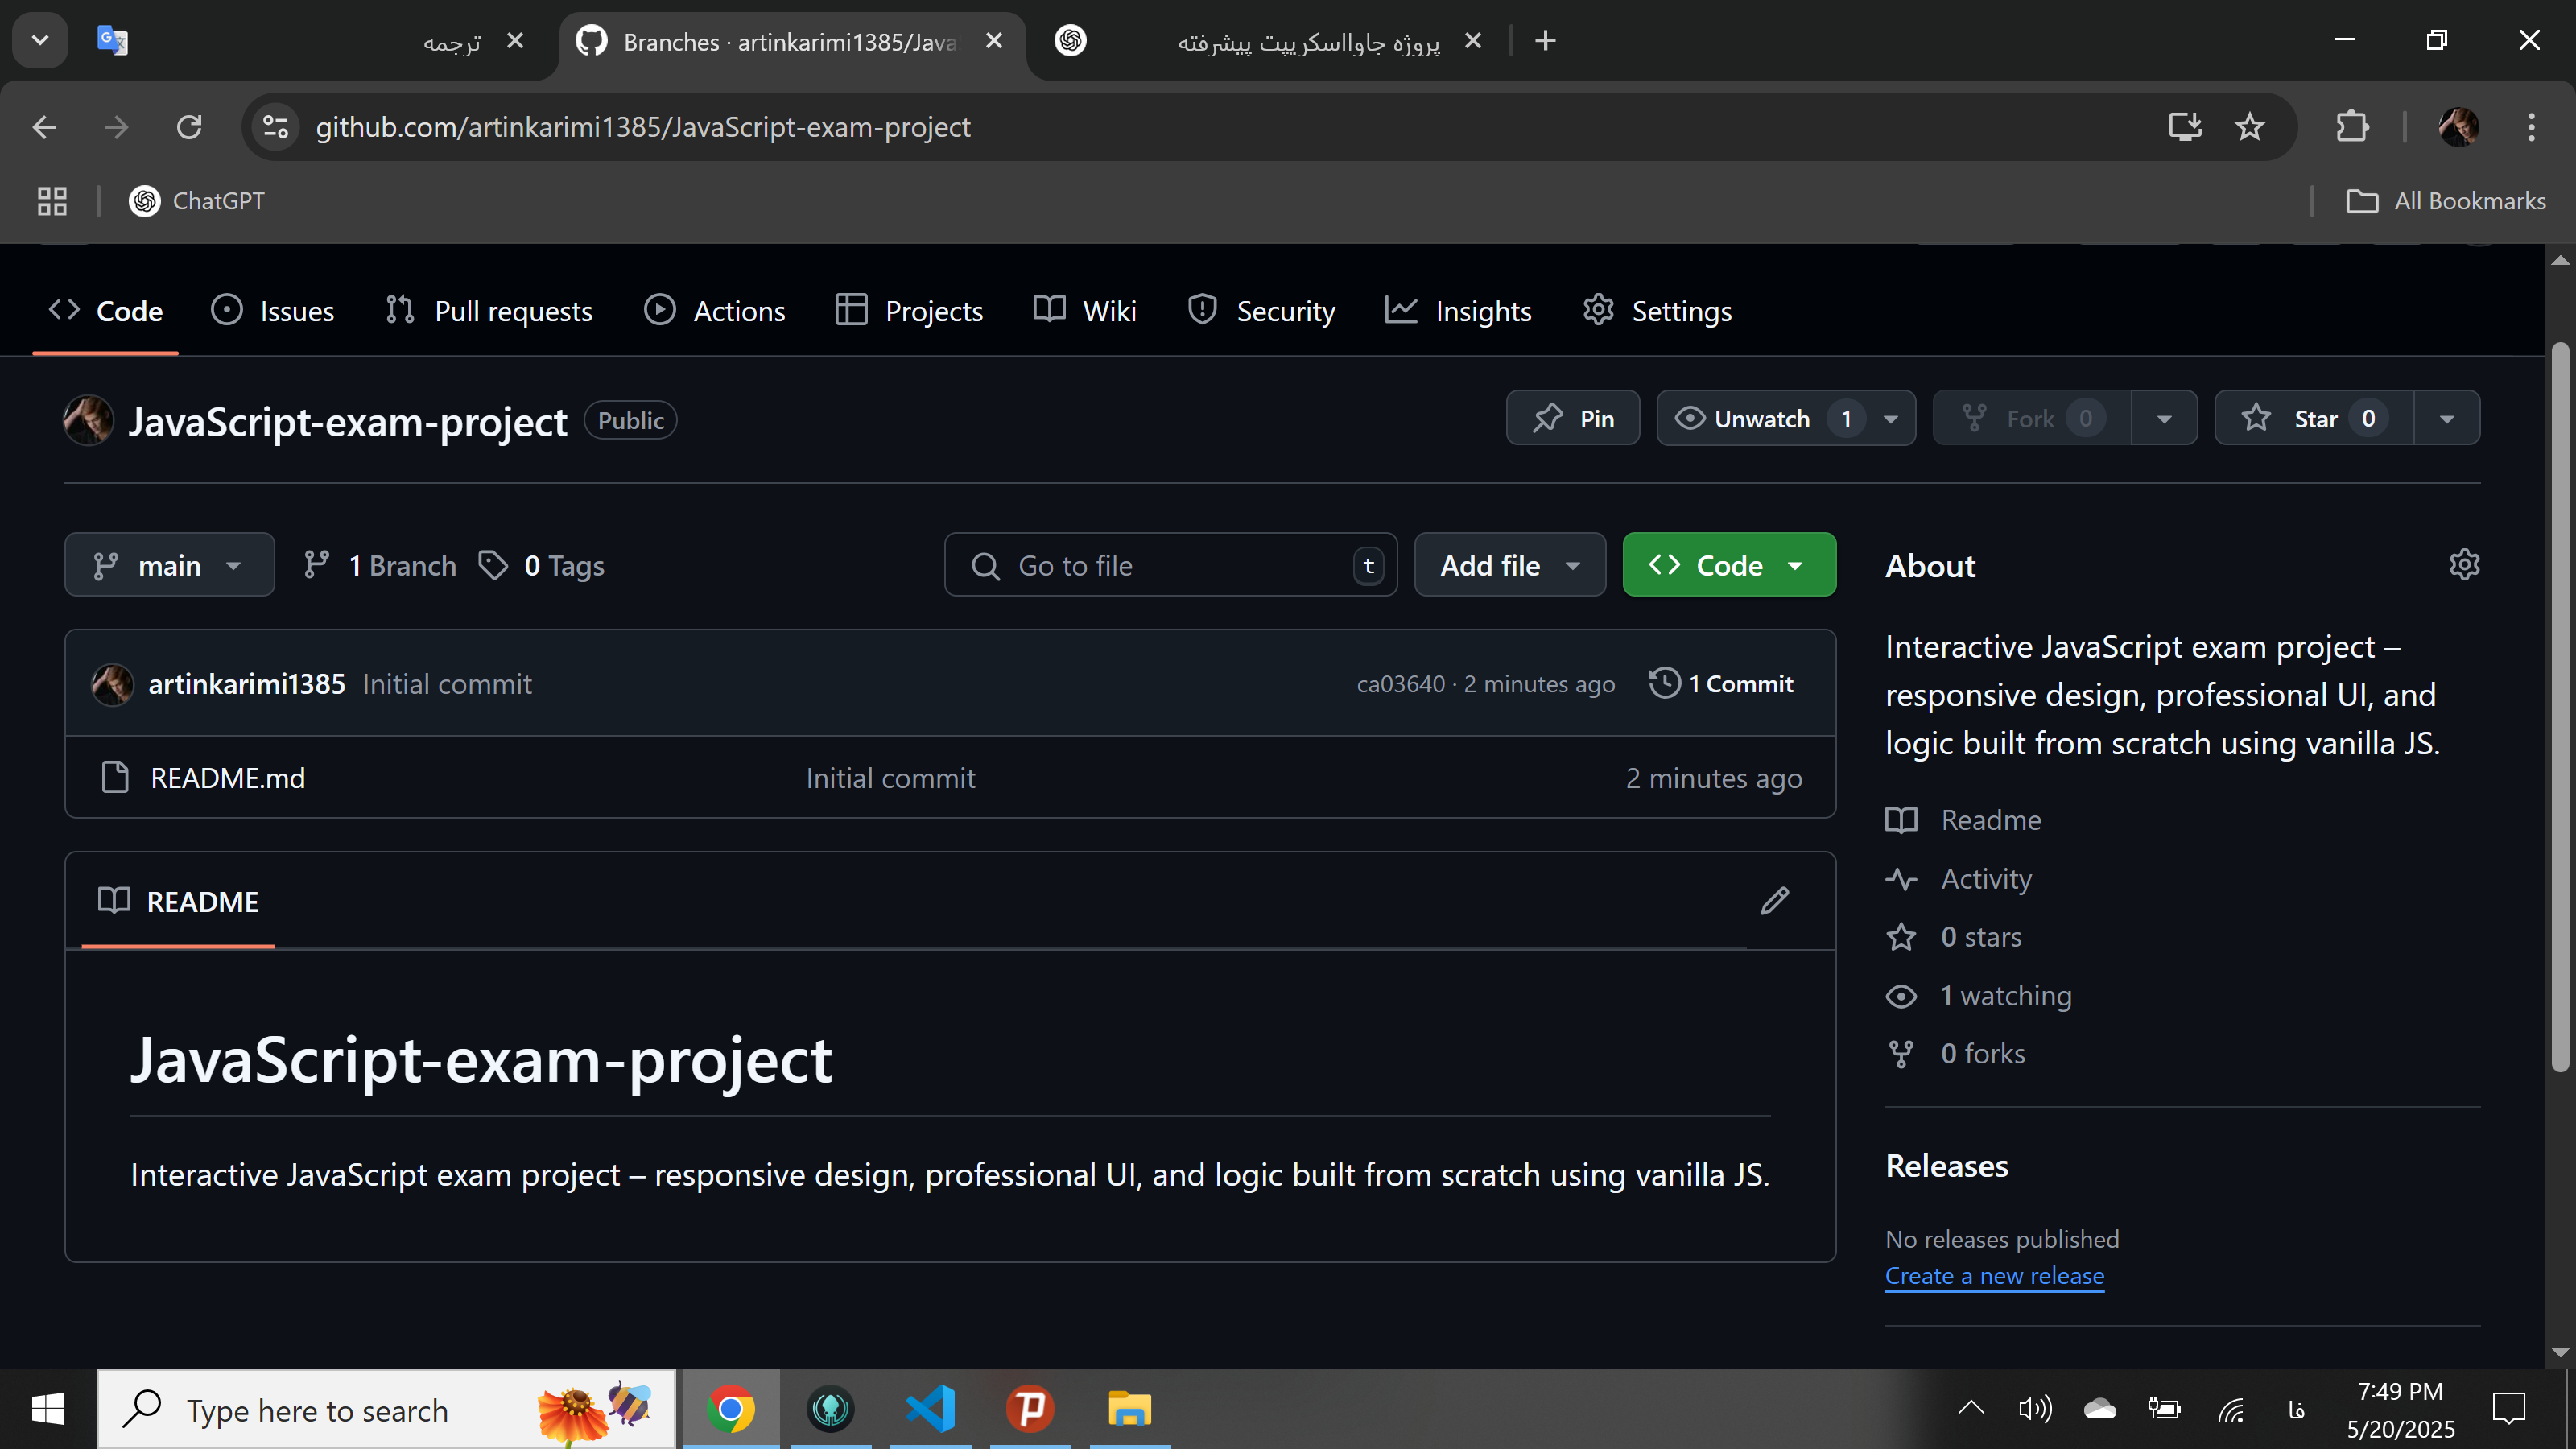 ترجمه
Branches · artinkarimi1385/Java
پروژه جاوااسکریپت پیشرفته
github.com/artinkarimi1385/JavaScript-exam-project
ChatGPT
All Bookmarks
Code
Issues
Pull requests
Actions
Projects
Wiki
Security
Insights
Settings
JavaScript-exam-project
Public
Pin
Unwatch 1
Fork 0
Star 0
main
1 Branch
0 Tags
Go to file
t
Add file
Code
artinkarimi1385 Initial commit
ca03640 · 2 minutes ago
1 Commit
README.md
Initial commit
2 minutes ago
README
JavaScript-exam-project
Interactive JavaScript exam project – responsive design, professional UI, and logic built from scratch using vanilla JS.
About
Interactive JavaScript exam project –
responsive design, professional UI, and
logic built from scratch using vanilla JS.
Readme
Activity
0 stars
1 watching
0 forks
Releases
No releases published
Create a new release
Type here to search
فا
7:49 PM
5/20/2025